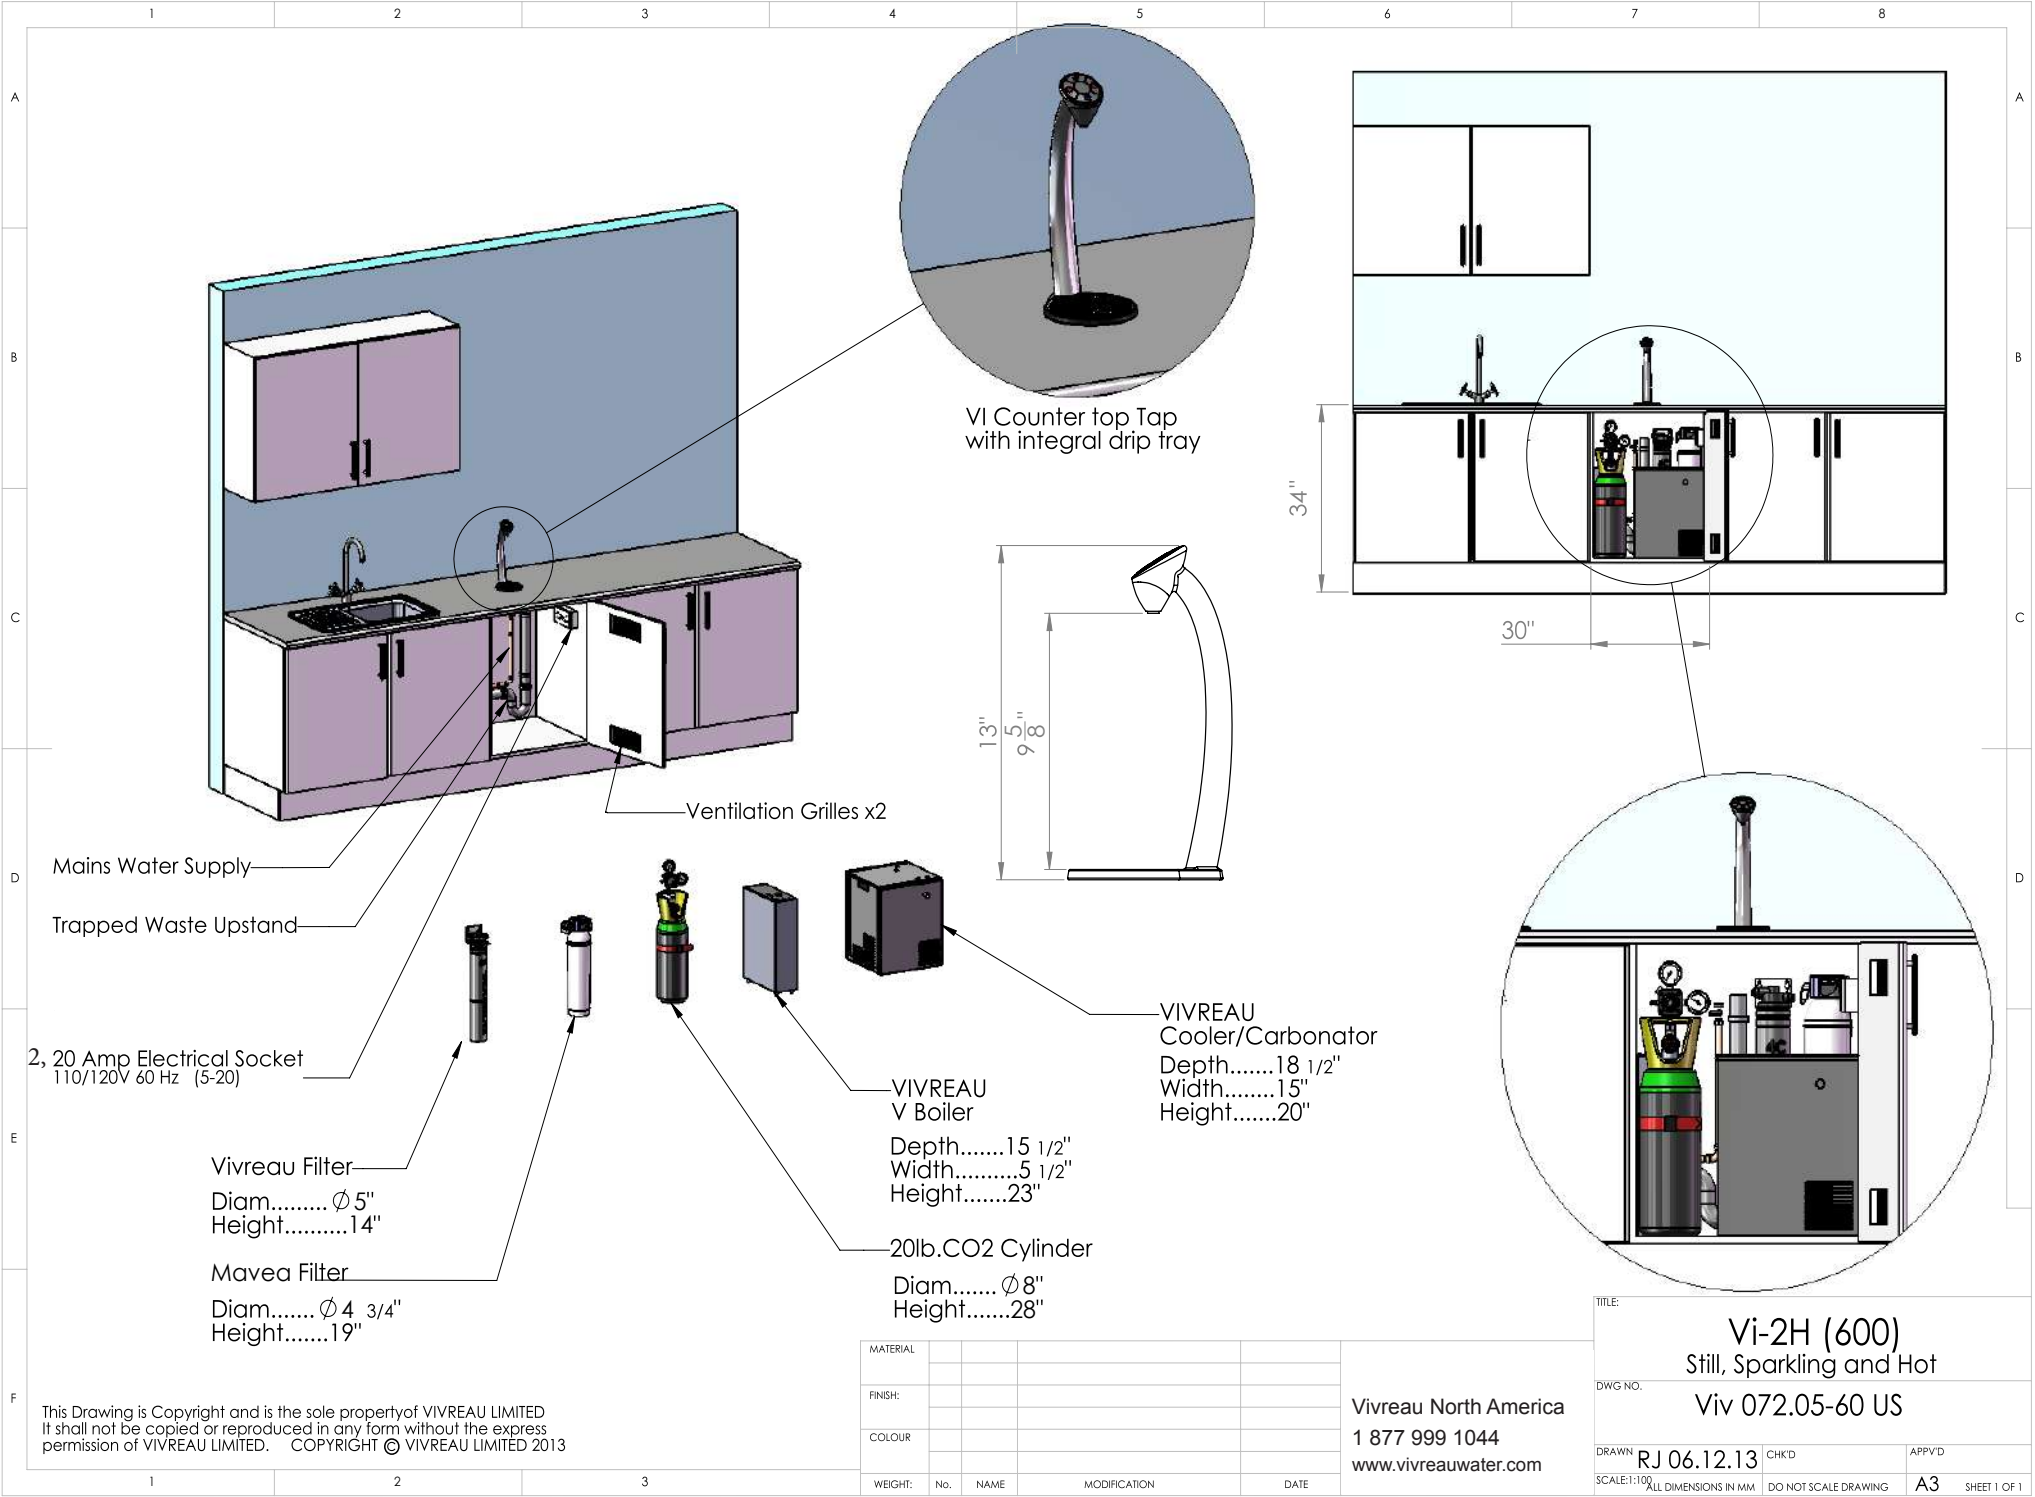 1 2 3 4 5 6 7 8
A A
B B
C C
D D
E E
F
VI Counter top Tap
with integral drip tray
34"
30"
13"
9 5/8"
Ventilation Grilles x2
Mains Water Supply
Trapped Waste Upstand
2, 20 Amp Electrical Socket
110/120V 60 Hz (5-20)
Vivreau Filter
Diam......... ∅5"
Height..........14"
Mavea Filter
Diam....... ∅4 3/4"
Height.......19"
VIVREAU
V Boiler
Depth.......15 1/2"
Width..........5 1/2"
Height.......23"
20lb.CO2 Cylinder
Diam....... ∅8"
Height.......28"
VIVREAU
Cooler/Carbonator
Depth.......18 1/2"
Width........15"
Height.......20"
4C
This Drawing is Copyright and is the sole propertyof VIVREAU LIMITED
It shall not be copied or reproduced in any form without the express
permission of VIVREAU LIMITED. COPYRIGHT © VIVREAU LIMITED 2013
MATERIAL
FINISH:
COLOUR
WEIGHT: No. NAME MODIFICATION DATE
Vivreau North America
1 877 999 1044
www.vivreauwater.com
TITLE:
Vi-2H (600)
Still, Sparkling and Hot
DWG NO.
Viv 072.05-60 US
DRAWN RJ 06.12.13 CHK'D APPV'D
SCALE:1:100 ALL DIMENSIONS IN MM DO NOT SCALE DRAWING A3 SHEET 1 OF 1
1 2 3